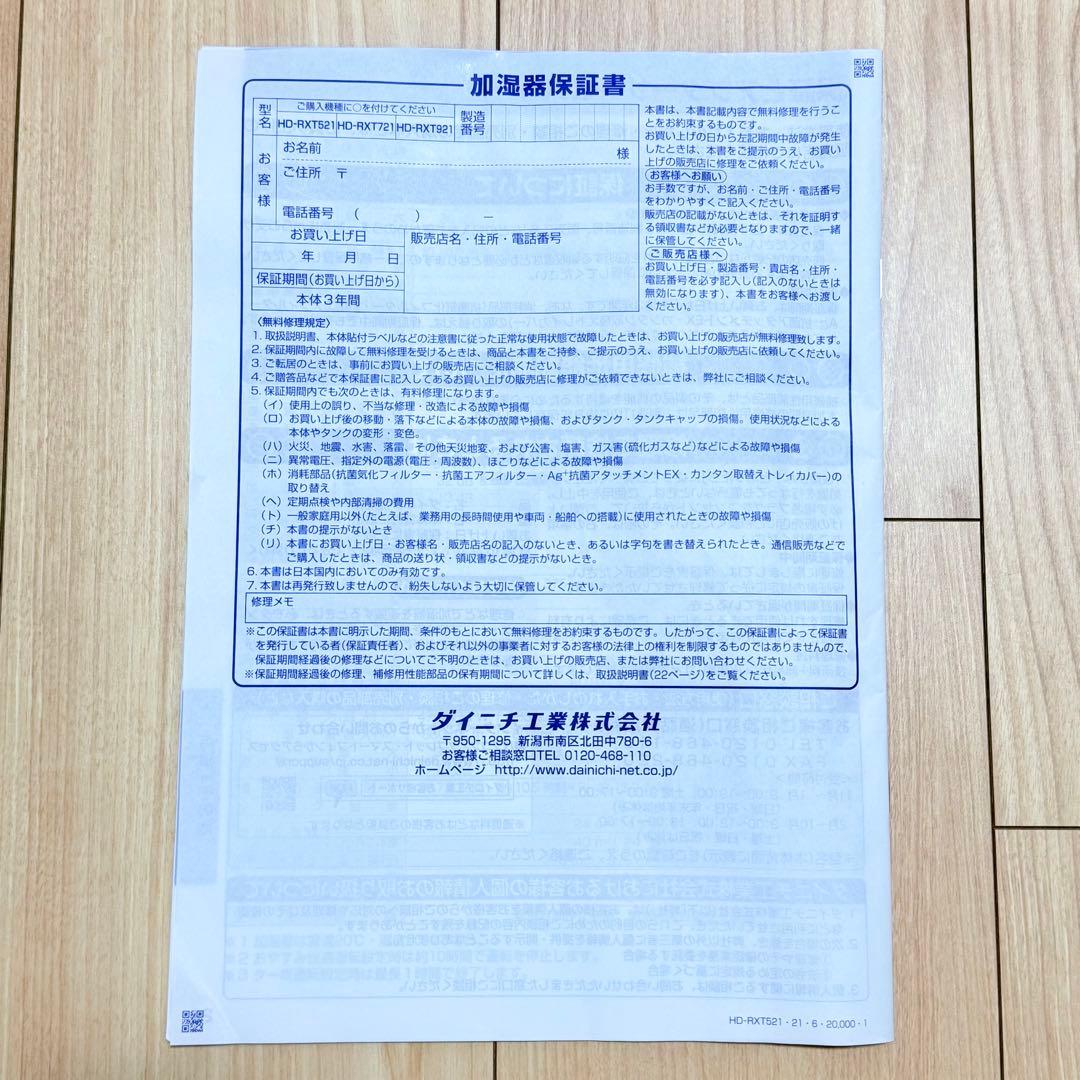 加湿器保証書
型名
ご購入機種に○を付けてください
HD-RXT521 HD-RXT721 HD-RXT921
製造番号
お客様
お名前 様
ご住所 〒
電話番号 ( ) －
お買い上げ日
年 月 日
保証期間(お買い上げ日から)
本体3年間
販売店名・住所・電話番号
本書は、本書記載内容で無料修理を行うこ
とをお約束するものです。
お買い上げの日から左記期間中故障が発生
したときは、本書をご提示のうえ、お買い
上げの販売店に修理をご依頼ください。
お客様へお願い
お手数ですが、お名前・ご住所・電話番号
をわかりやすくご記入ください。
販売店の記載がないときは、それを証明す
る領収書などが必要となりますので、一緒
に保管してください。
ご販売店様へ
お買い上げ日・製造番号・貴店名・住所・
電話番号を必ず記入し(記入のないときは
無効になります)、本書をお客様へお渡し
ください。
〈無料修理規定〉
1. 取扱説明書、本体貼付ラベルなどの注意書に従った正常な使用状態で故障したときは、お買い上げの販売店が無料修理致します。
2. 保証期間内に故障して無料修理を受けるときは、商品と本書をご持参、ご提示のうえ、お買い上げの販売店に依頼してください。
3. ご転居のときは、事前にお買い上げの販売店にご相談ください。
4. ご贈答品などで本保証書に記入してあるお買い上げの販売店に修理がご依頼できないときは、弊社にご相談ください。
5. 保証期間内でも次のときは、有料修理になります。
(イ) 使用上の誤り、不当な修理・改造による故障や損傷
(ロ) お買い上げ後の移動・落下などによる本体の故障や損傷、およびタンク・タンクキャップの損傷。使用状況などによる
本体やタンクの変形・変色。
(ハ) 火災、地震、水害、落雷、その他天災地変、および公害、塩害、ガス害(硫化ガスなど)などによる故障や損傷
(ニ) 異常電圧、指定外の電源(電圧・周波数)、ほこりなどによる故障や損傷
(ホ) 消耗部品(抗菌気化フィルター・抗菌エアフィルター・Ag⁺抗菌アタッチメントEX・カンタン取替えトレイカバー)の
取り替え
(ヘ) 定期点検や内部清掃の費用
(ト) 一般家庭用以外(たとえば、業務用の長時間使用や車両・船舶への搭載)に使用されたときの故障や損傷
(チ) 本書の提示がないとき
(リ) 本書にお買い上げ日・お客様名・販売店名の記入のないとき、あるいは字句を書き替えられたとき。通信販売などで
ご購入したときは、商品の送り状・領収書などの提示がないとき。
6. 本書は日本国内においてのみ有効です。
7. 本書は再発行致しませんので、紛失しないよう大切に保管してください。
修理メモ
※この保証書は本書に明示した期間、条件のもとにおいて無料修理をお約束するものです。したがって、この保証書によって保証書
を発行している者(保証責任者)、およびそれ以外の事業者に対するお客様の法律上の権利を制限するものではありませんので、
保証期間経過後の修理などについてご不明のときは、お買い上げの販売店、または弊社にお問い合わせください。
※保証期間経過後の修理、補修用性能部品の保有期間について詳しくは、取扱説明書(22ページ)をご覧ください。
ダイニチ工業株式会社
〒950-1295 新潟市南区北田中780-6
お客様ご相談窓口TEL 0120-468-110
ホームページ http://www.dainichi-net.co.jp/
HD-RXT521・21・6・20,000・1